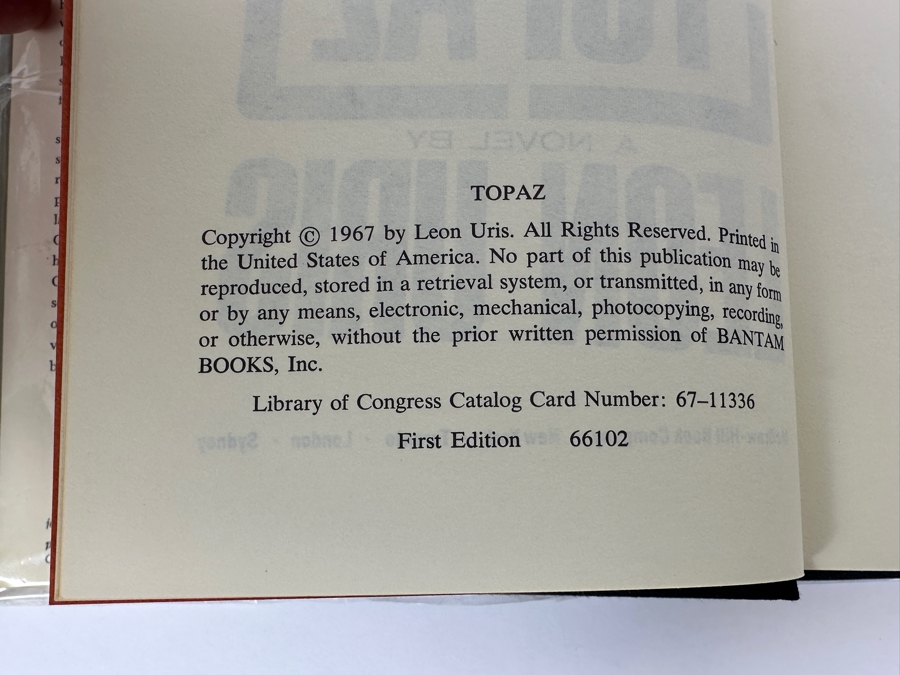 TOPAZ
Copyright © 1967 by Leon Uris. All Rights Reserved. Printed in
the United States of America. No part of this publication may be
reproduced, stored in a retrieval system, or transmitted, in any form
or by any means, electronic, mechanical, photocopying, recording,
or otherwise, without the prior written permission of BANTAM
BOOKS, Inc.
Library of Congress Catalog Card Number: 67–11336
First Edition 66102